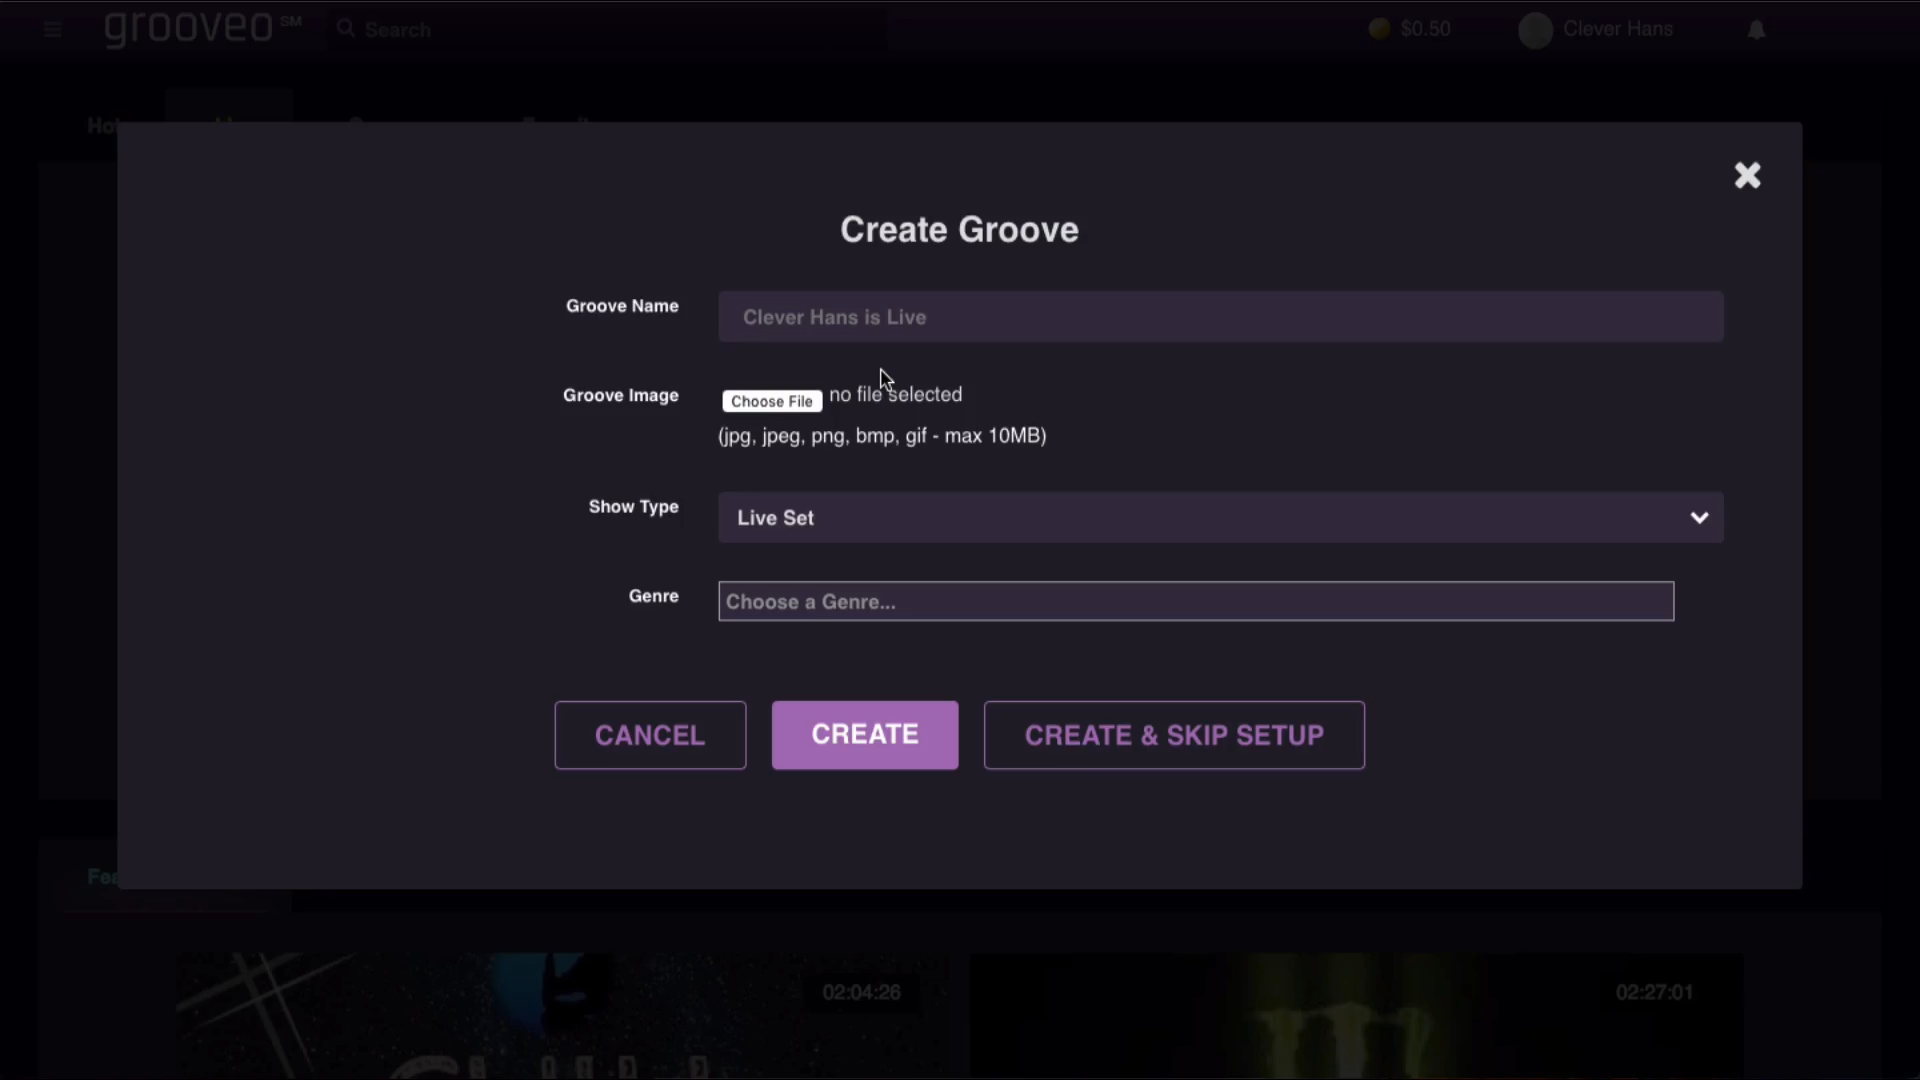 grooveo SM
Search
$0.50
Clever Hans
Create Groove
Groove Name
Clever Hans is Live
Groove Image
Choose File no file selected
(jpg, jpeg, png, bmp, gif - max 10MB)
Show Type
Live Set
Genre
Choose a Genre...
CANCEL
CREATE
CREATE & SKIP SETUP
02:04:26
02:27:01